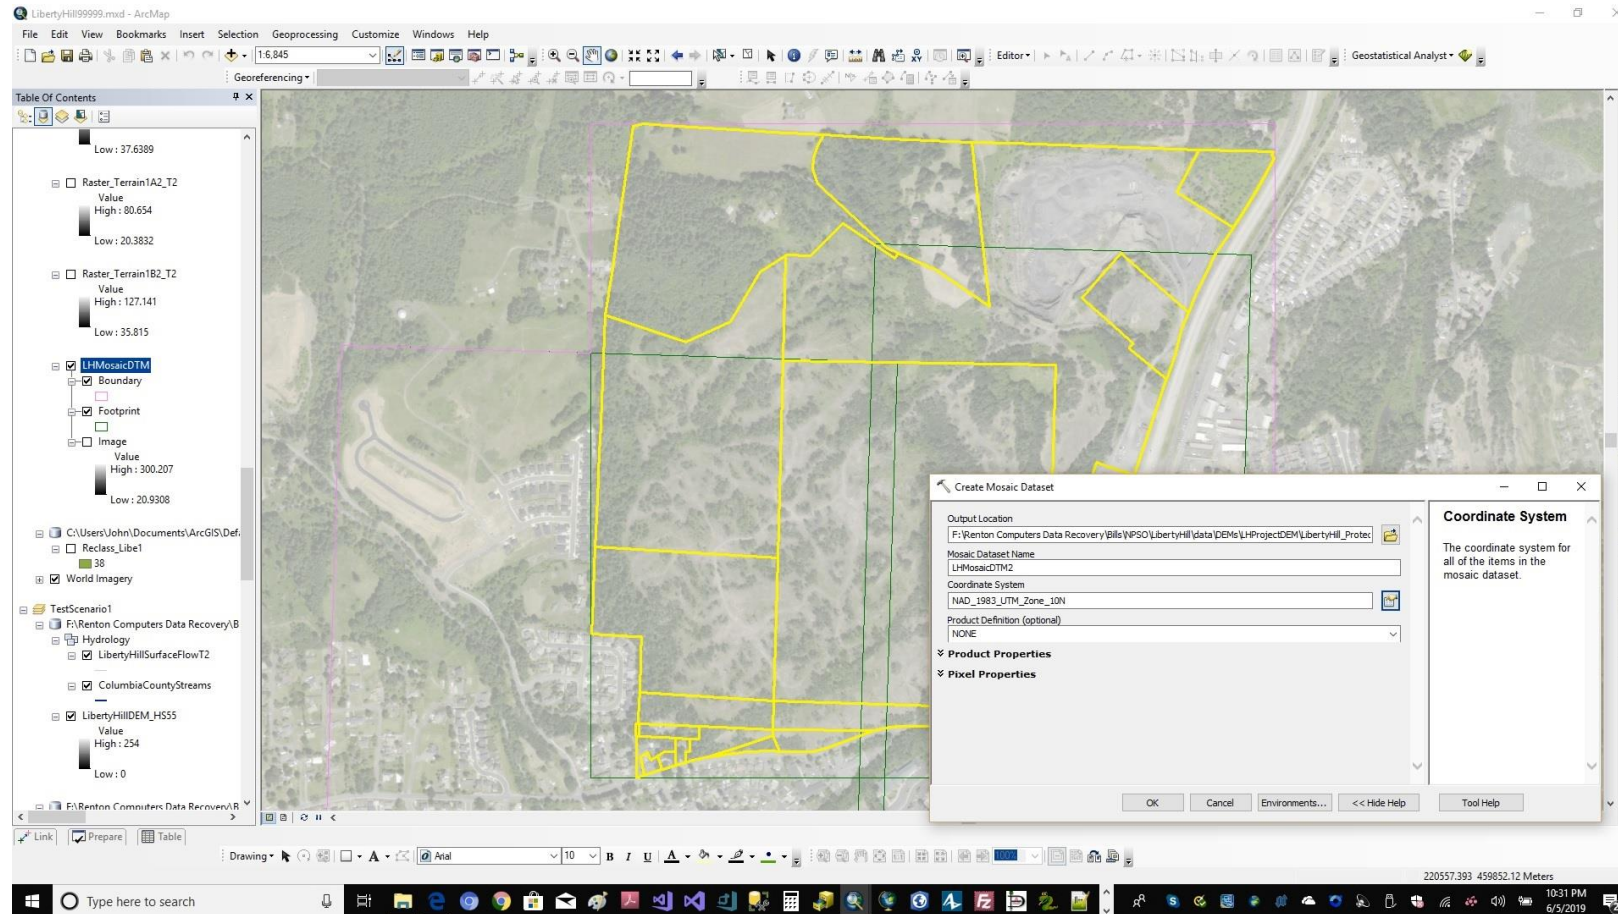 LibertyHill99999.mxd - ArcMap
File Edit View Bookmarks Insert Selection Geoprocessing Customize Windows Help
1:6,845
Editor
Geostatistical Analyst
Georeferencing
Table Of Contents
Low : 37.6389
Raster_Terrain1A2_T2
Value
High : 80.654
Low : 20.3832
Raster_Terrain1B2_T2
Value
High : 127.141
Low : 35.815
LHMosaicDTM
Boundary
Footprint
Image
Value
High : 300.207
Low : 20.9308
C:\Users\John\Documents\ArcGIS\Def
Reclass_Libe1
38
World Imagery
TestScenario1
F:\Renton Computers Data Recovery\B
Hydrology
LibertyHillSurfaceFlowT2
ColumbiaCountyStreams
LibertyHillDEM_HS55
Value
High : 254
Low : 0
F:\Renton Computers Data Recovery\B
Create Mosaic Dataset
Output Location
F:\Renton Computers Data Recovery\Bills\NPSO\LibertyHill\data\DEMs\LHProjectDEM\LibertyHill_Protec
Mosaic Dataset Name
LHMosaicDTM2
Coordinate System
NAD_1983_UTM_Zone_10N
Product Definition (optional)
NONE
Product Properties
Pixel Properties
Coordinate System
The coordinate system for
all of the items in the
mosaic dataset.
OK Cancel Environments... << Hide Help Tool Help
Link Prepare Table
Drawing A Arial 10 B I U A 100%
220557.393 459852.12 Meters
Type here to search
10:31 PM
6/5/2019